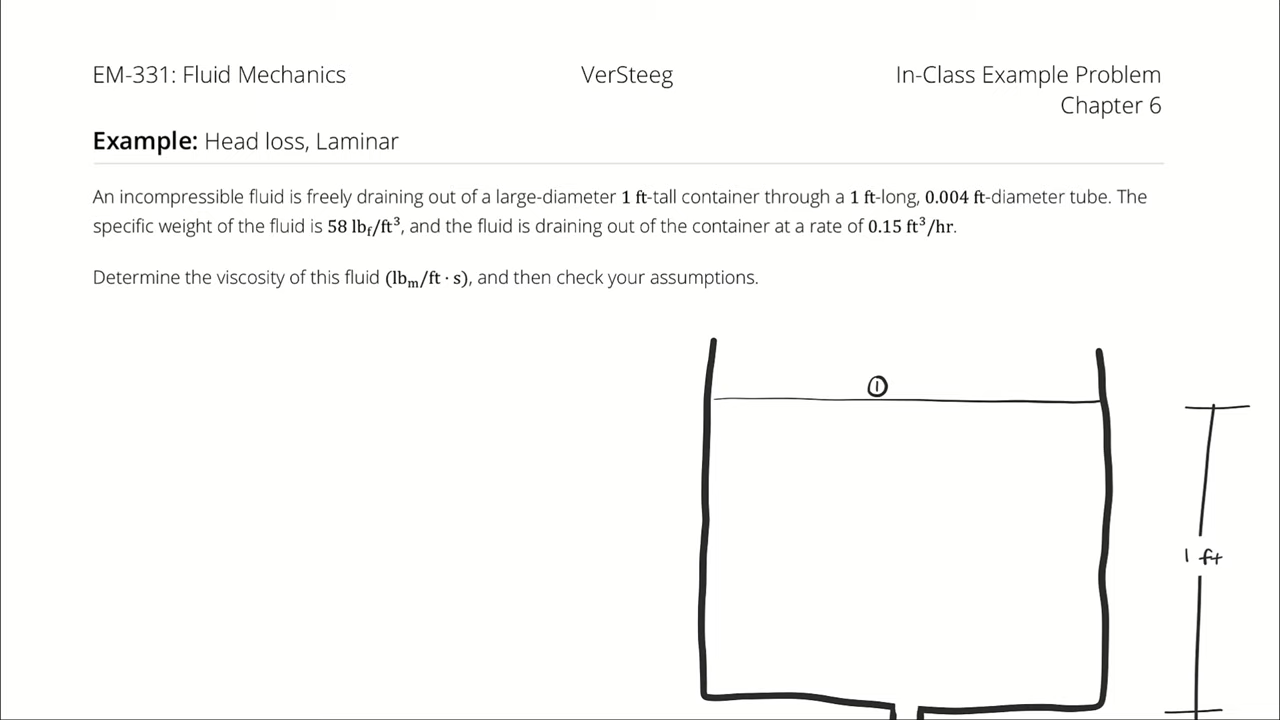 EM-331: Fluid Mechanics VerSteeg In-Class Example Problem
Chapter 6
Example: Head loss, Laminar
An incompressible fluid is freely draining out of a large-diameter 1 ft-tall container through a 1 ft-long, 0.004 ft-diameter tube. The
specific weight of the fluid is 58 lb_f/ft³, and the fluid is draining out of the container at a rate of 0.15 ft³/hr.
Determine the viscosity of this fluid (lb_m/ft · s), and then check your assumptions.
①
1 ft